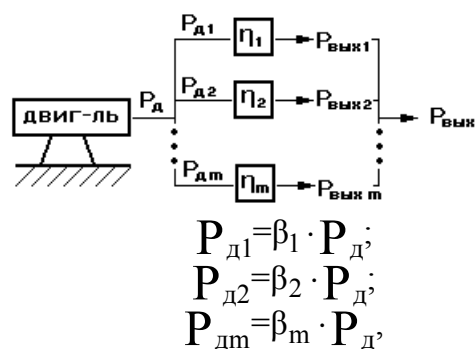 Pд1 η1 Pвых1
Pд Pд2 η2 Pвых2 Pвых
ДВИГ-ЛЬ
Pдm ηm Pвых m
Pд1=β1 · Pд;
Pд2=β2 · Pд;
Pдm=βm · Pд,